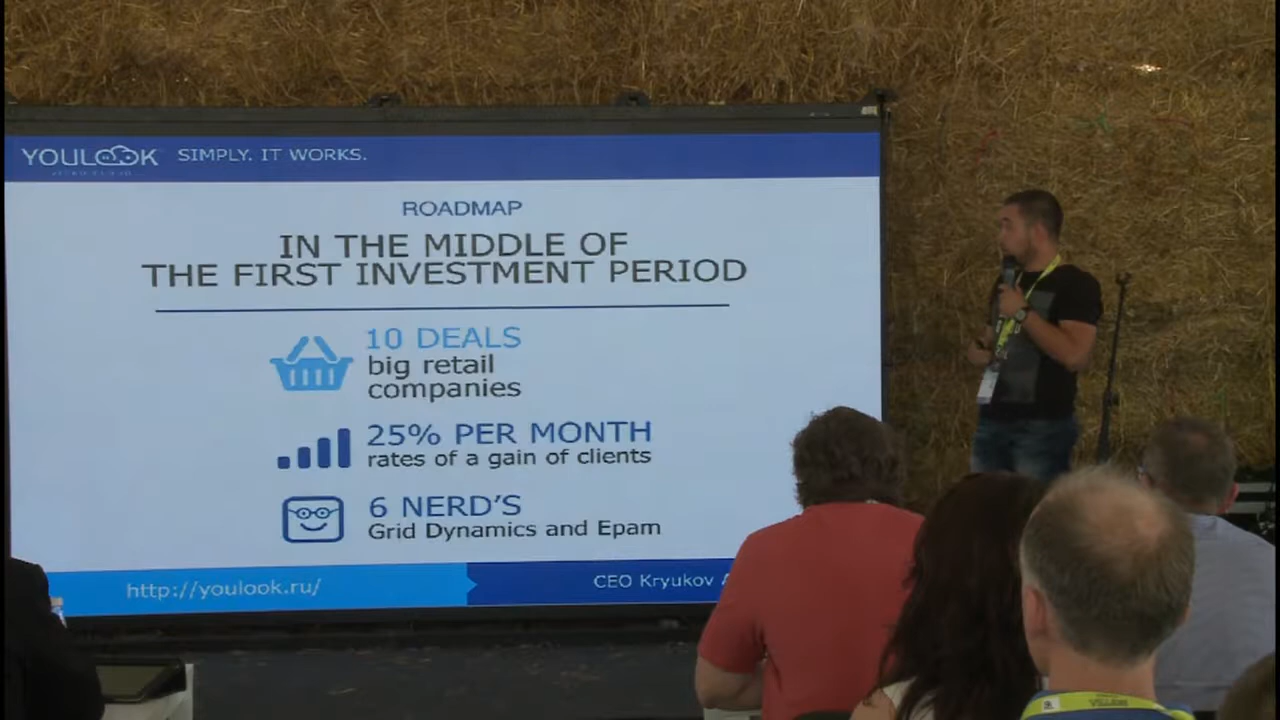 YOULOOK SIMPLY. IT WORKS.
ROADMAP
IN THE MIDDLE OF
THE FIRST INVESTMENT PERIOD
10 DEALS
big retail
companies
25% PER MONTH
rates of a gain of clients
6 NERD'S
Grid Dynamics and Epam
http://youlook.ru/
CEO Kryukov